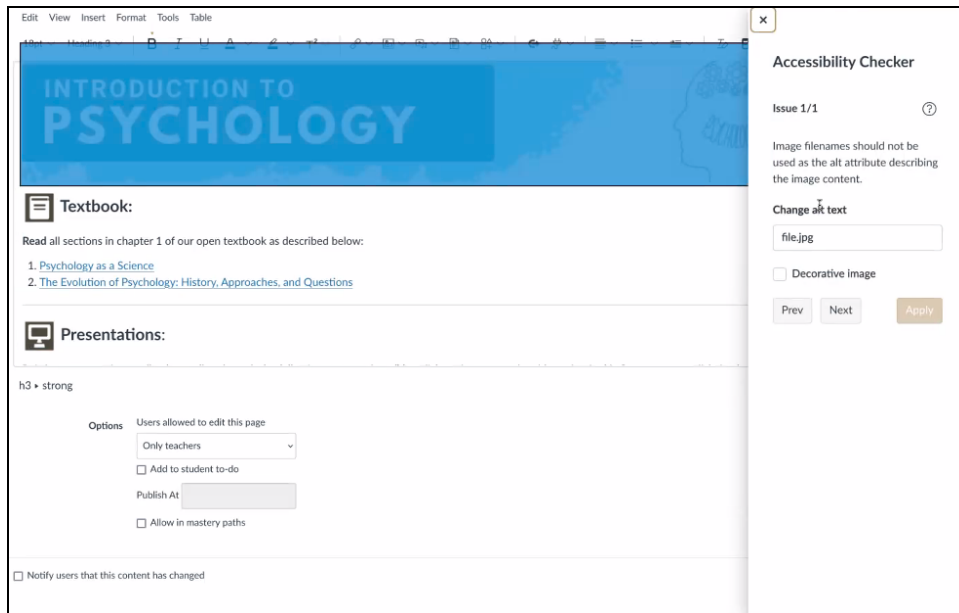 Edit View Insert Format Tools Table
Heading
INTRODUCTION TO
PSYCHOLOGY
Textbook:
Read all sections in chapter 1 of our open textbook as described below:
1. Psychology as a Science
2. The Evolution of Psychology: History, Approaches, and Questions
Presentations:
h3 ▸ strong
Options
Users allowed to edit this page
Only teachers
Add to student to-do
Publish At
Allow in mastery paths
Notify users that this content has changed
Accessibility Checker
Issue 1/1
Image filenames should not be
used as the alt attribute describing
the image content.
Change alt text
file.jpg
Decorative image
Prev Next Apply